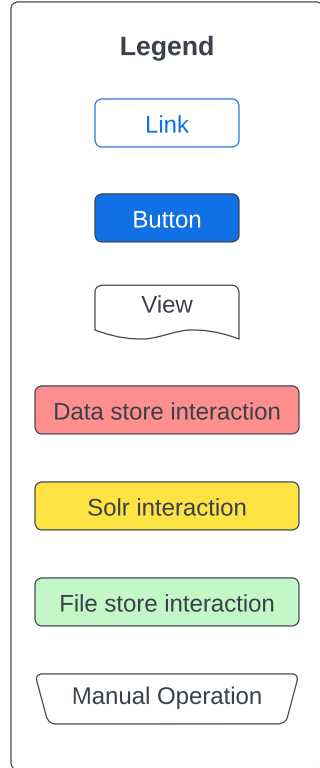 Legend
Link
Button
View
Data store interaction
Solr interaction
File store interaction
Manual Operation